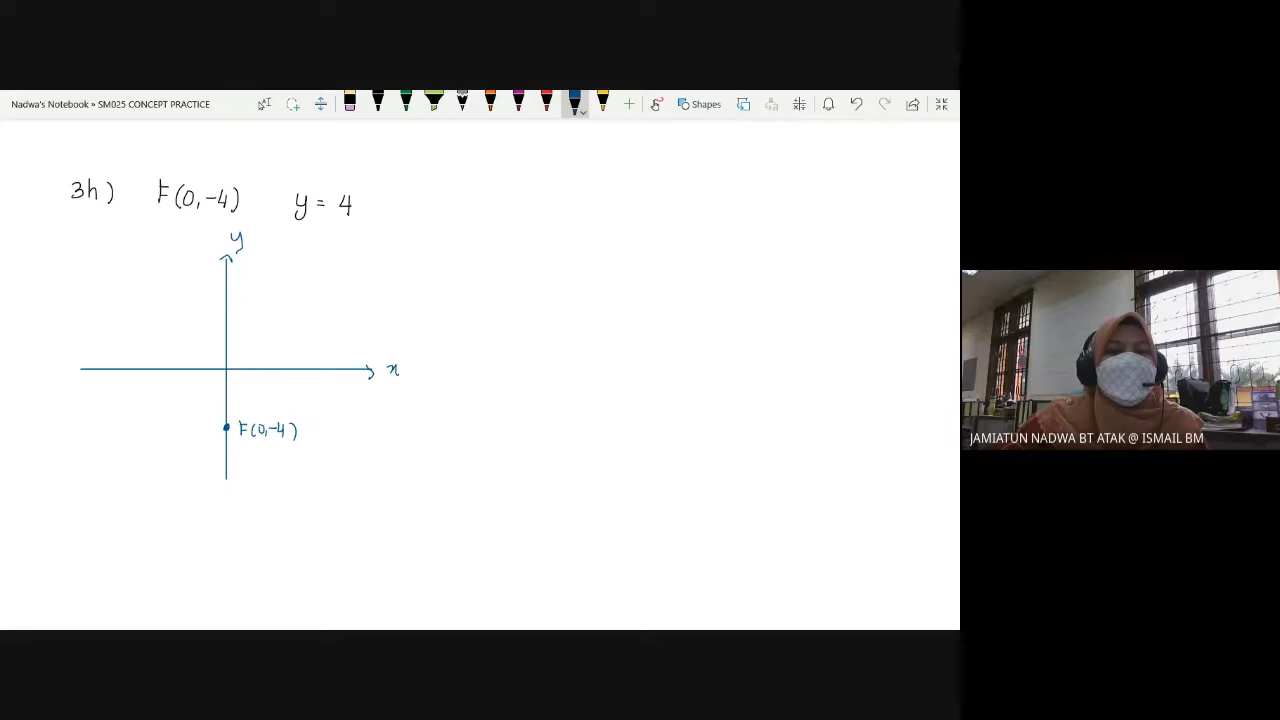 Nadwa's Notebook » SM025 CONCEPT PRACTICE
Shapes
3h) F(0,-4) y = 4
y
x
F(0,-4)
JAMIATUN NADWA BT ATAK @ ISMAIL BM